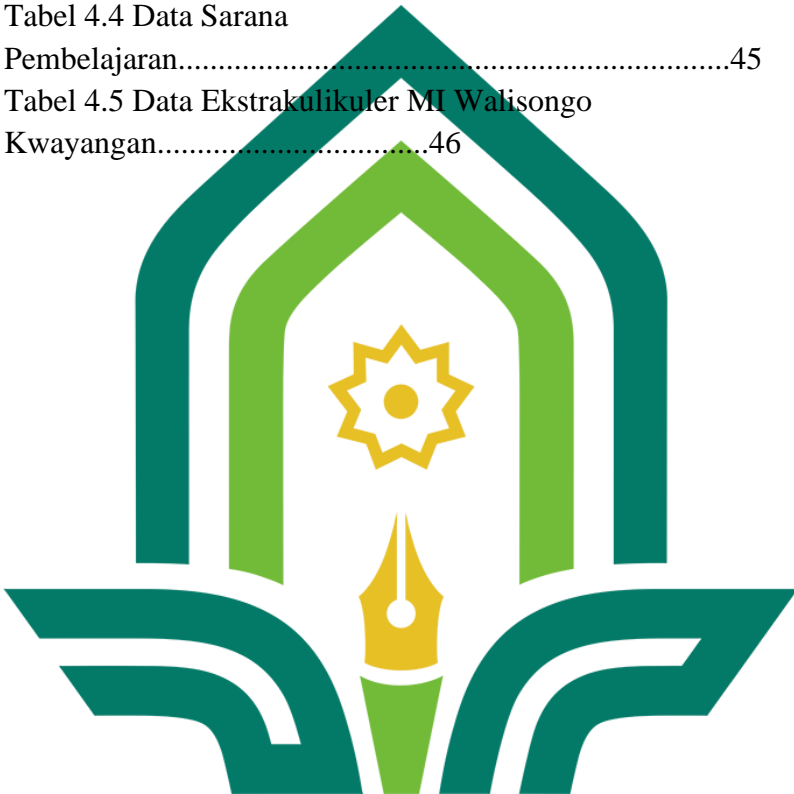 Tabel 4.4 Data Sarana
Pembelajaran.....................................................................45
Tabel 4.5 Data Ekstrakulikuler MI Walisongo
Kwayangan..................................46